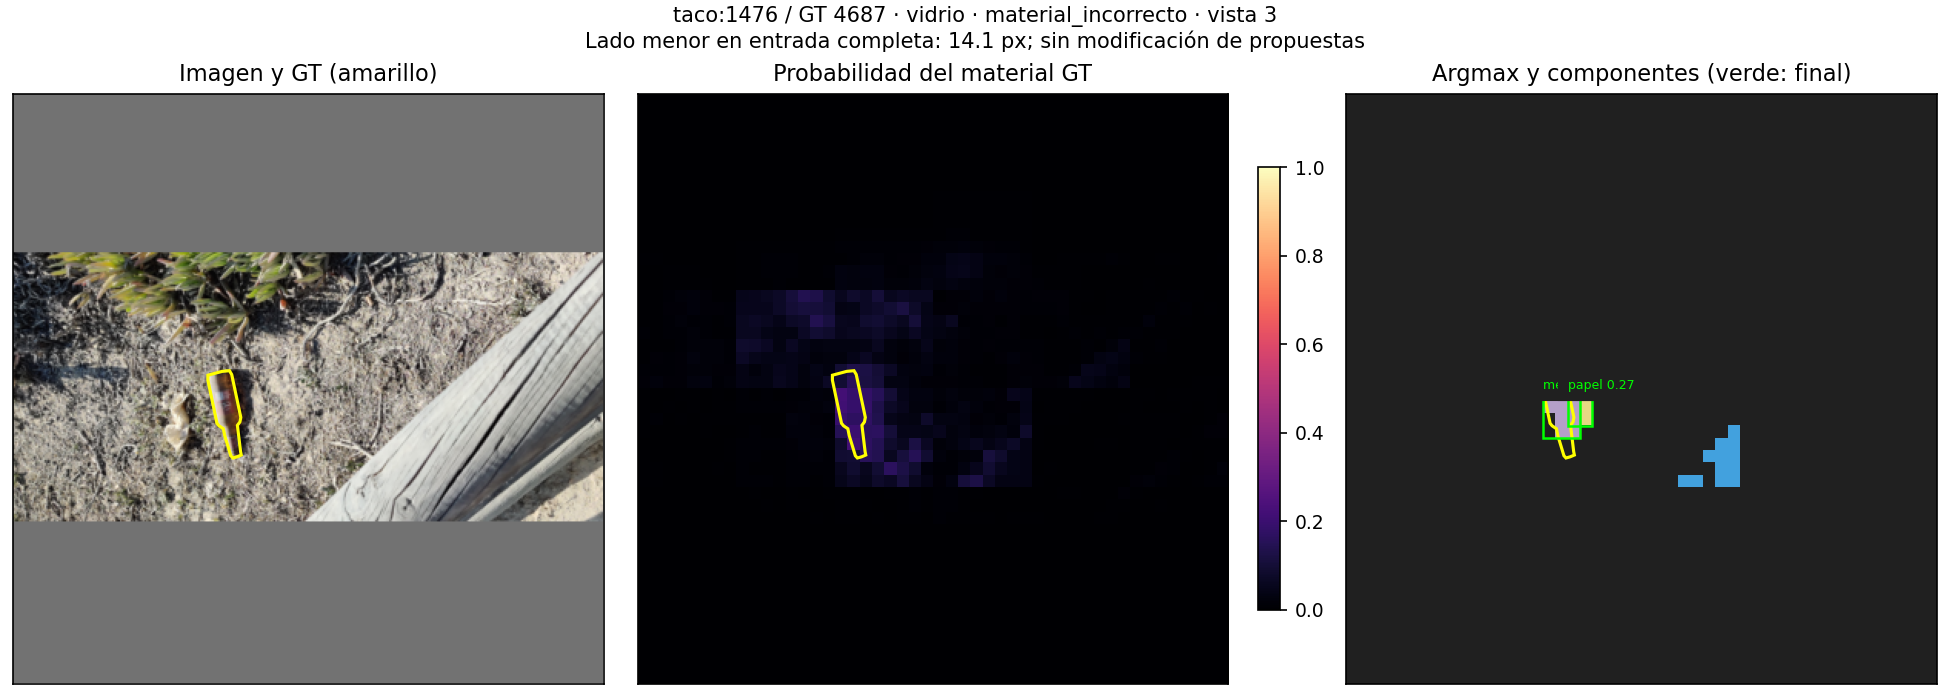 taco:1476 / GT 4687 · vidrio · material_incorrecto · vista 3
Lado menor en entrada completa: 14.1 px; sin modificación de propuestas
Imagen y GT (amarillo)
Probabilidad del material GT
Argmax y componentes (verde: final)
1.0
0.8
0.6
0.4
0.2
0.0
papel 0.27